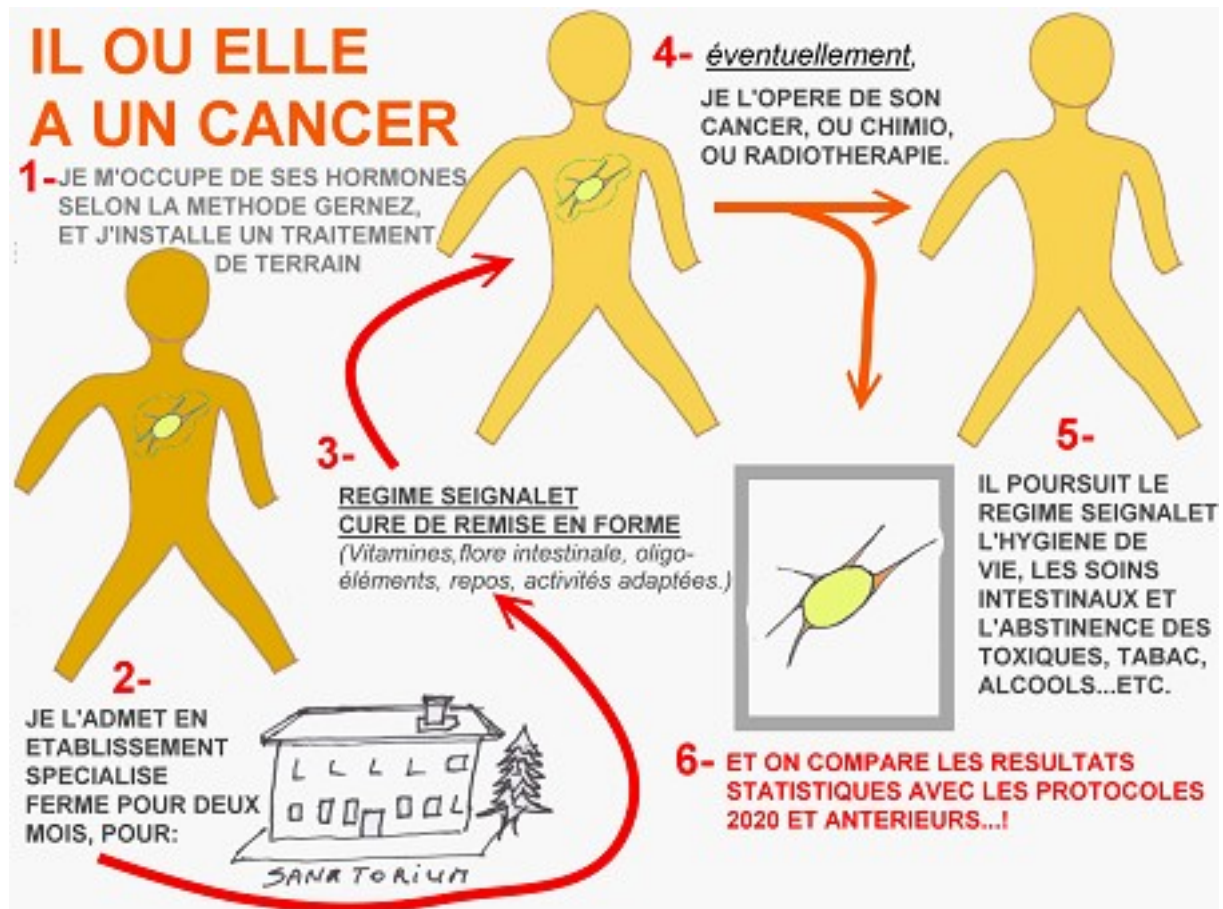 IL OU ELLE
A UN CANCER
1- JE M'OCCUPE DE SES HORMONES
SELON LA METHODE GERNEZ,
ET J'INSTALLE UN TRAITEMENT
DE TERRAIN
2-
JE L'ADMET EN
ETABLISSEMENT
SPECIALISE
FERME POUR DEUX
MOIS, POUR:
SANATORIUM
3-
REGIME SEIGNALET
CURE DE REMISE EN FORME
(Vitamines,flore intestinale, oligo-
éléments, repos, activités adaptées.)
4- éventuellement,
JE L'OPERE DE SON
CANCER, OU CHIMIO,
OU RADIOTHERAPIE.
5-
IL POURSUIT LE
REGIME SEIGNALET
L'HYGIENE DE
VIE, LES SOINS
INTESTINAUX ET
L'ABSTINENCE DES
TOXIQUES, TABAC,
ALCOOLS...ETC.
6- ET ON COMPARE LES RESULTATS
STATISTIQUES AVEC LES PROTOCOLES
2020 ET ANTERIEURS...!